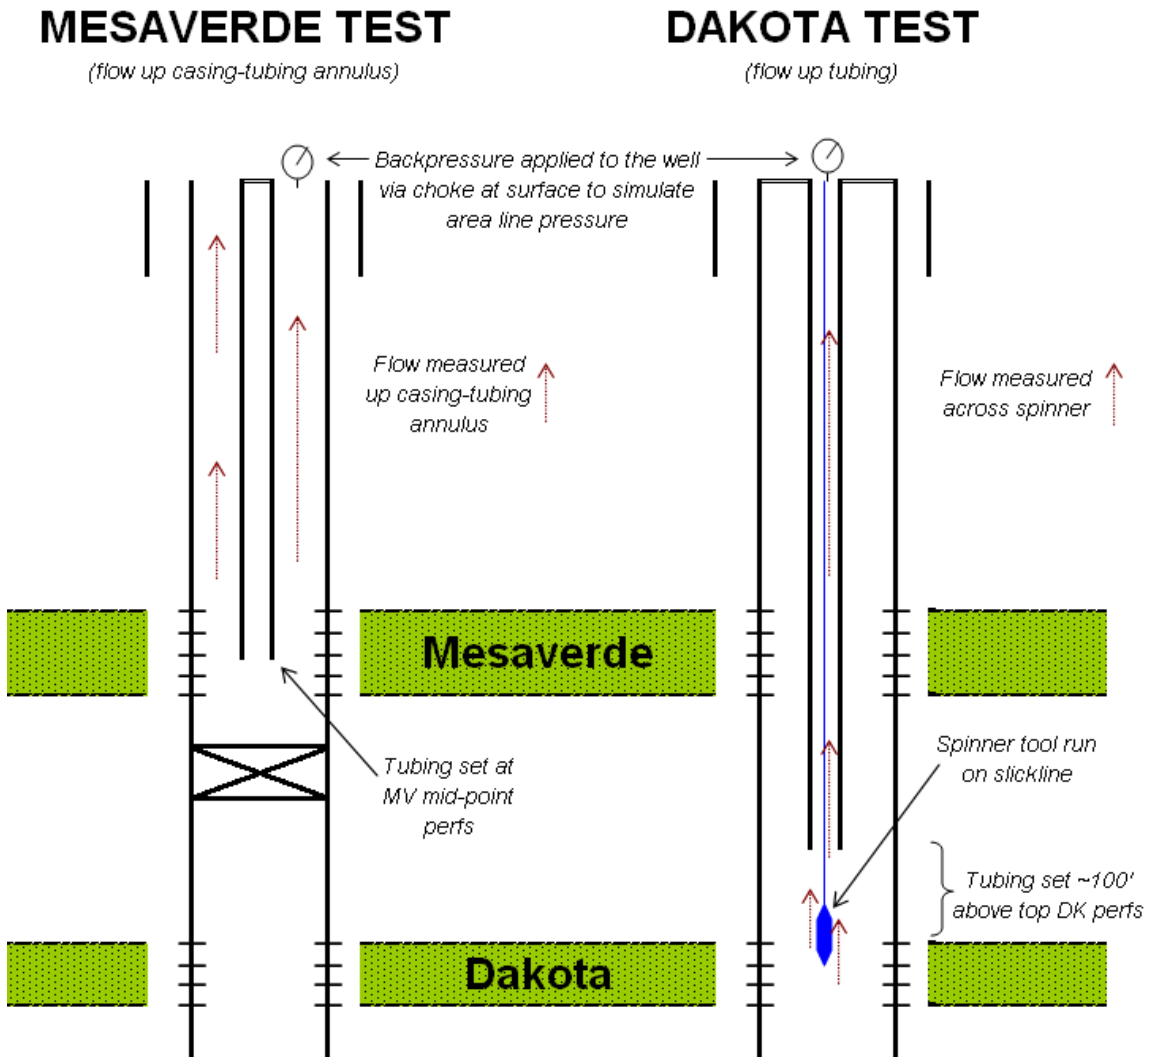 MESAVERDE TEST
(flow up casing-tubing annulus)
DAKOTA TEST
(flow up tubing)
Backpressure applied to the well
via choke at surface to simulate
area line pressure
Flow measured
up casing-tubing
annulus
Flow measured
across spinner
Mesaverde
Tubing set at
MV mid-point
perfs
Spinner tool run
on slickline
Tubing set ~100'
above top DK perfs
Dakota